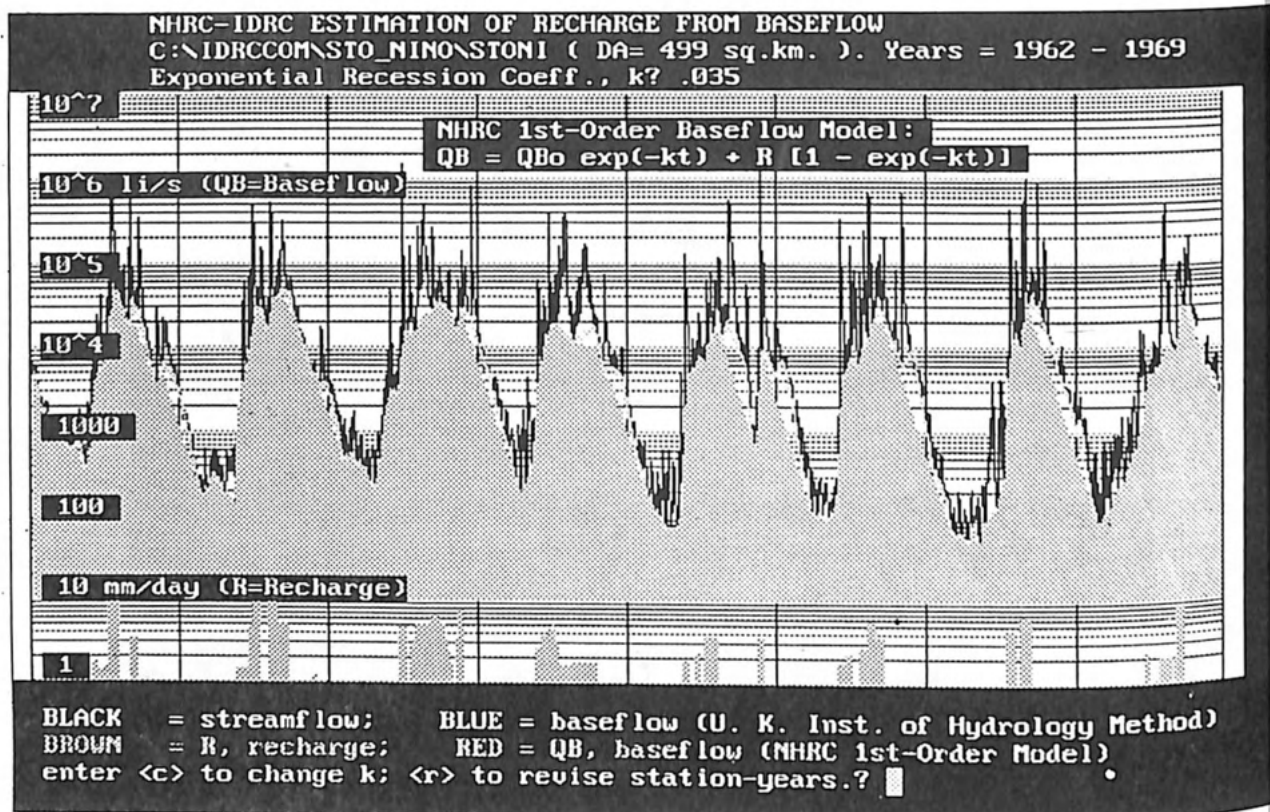 NHRC-IDRC ESTIMATION OF RECHARGE FROM BASEFLOW
C:\IDRCCOM\STO_NINO\STONI ( DA= 499 sq.km. ). Years = 1962 - 1969
Exponential Recession Coeff., k? .035
10^7
NHRC 1st-Order Baseflow Model:
QB = QBo exp(-kt) + R [1 - exp(-kt)]
10^6 li/s (QB=Baseflow)
10^5
10^4
1000
100
10 mm/day (R=Recharge)
1
BLACK = streamflow; BLUE = baseflow (U. K. Inst. of Hydrology Method)
BROWN = R, recharge; RED = QB, baseflow (NHRC 1st-Order Model)
enter <c> to change k; <r> to revise station-years.?